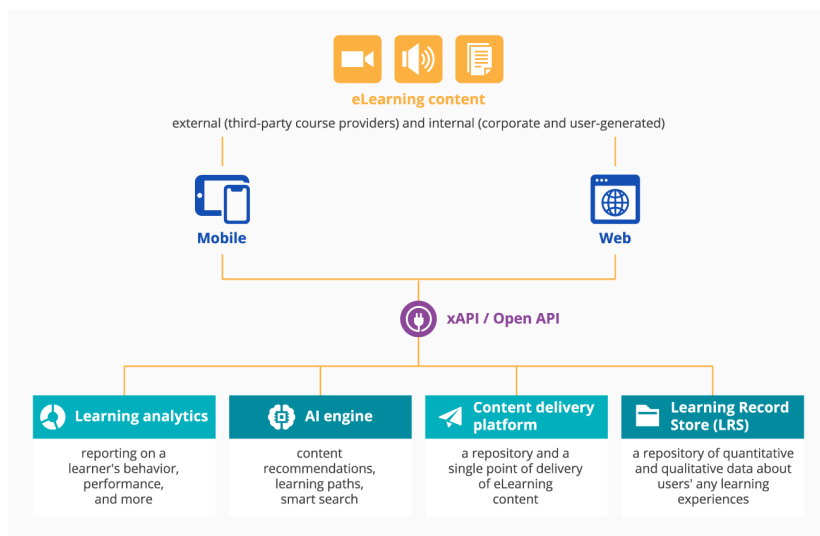 eLearning content
external (third-party course providers) and internal (corporate and user-generated)
Mobile
Web
xAPI / Open API
Learning analytics
reporting on a
learner's behavior,
performance,
and more
AI engine
content
recommendations,
learning paths,
smart search
Content delivery
platform
a repository and a
single point of delivery
of eLearning
content
Learning Record
Store (LRS)
a repository of quantitative
and qualitative data about
users' any learning
experiences